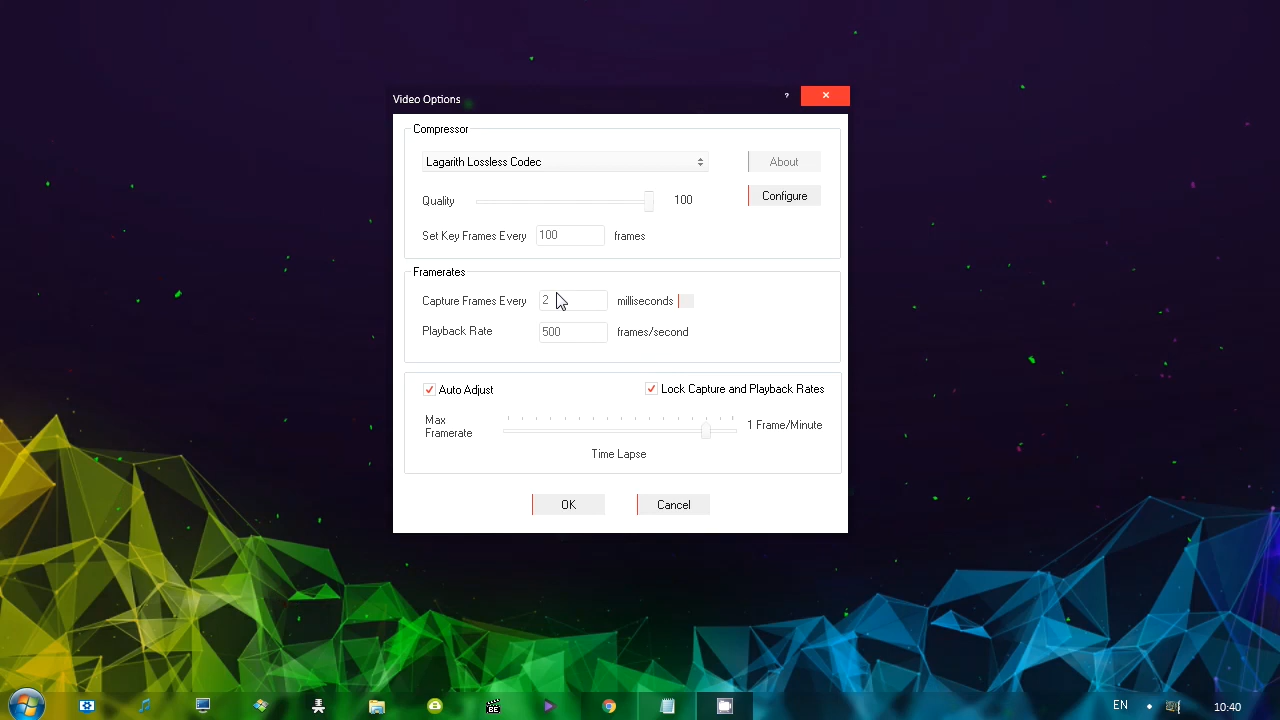 Video Options
?
Compressor
Lagarith Lossless Codec
About
Quality
100
Configure
Set Key Frames Every
100
frames
Framerates
Capture Frames Every
2
milliseconds
Playback Rate
500
frames/second
Auto Adjust
Lock Capture and Playback Rates
Max
Framerate
1 Frame/Minute
Time Lapse
OK
Cancel
BE
EN
10:40